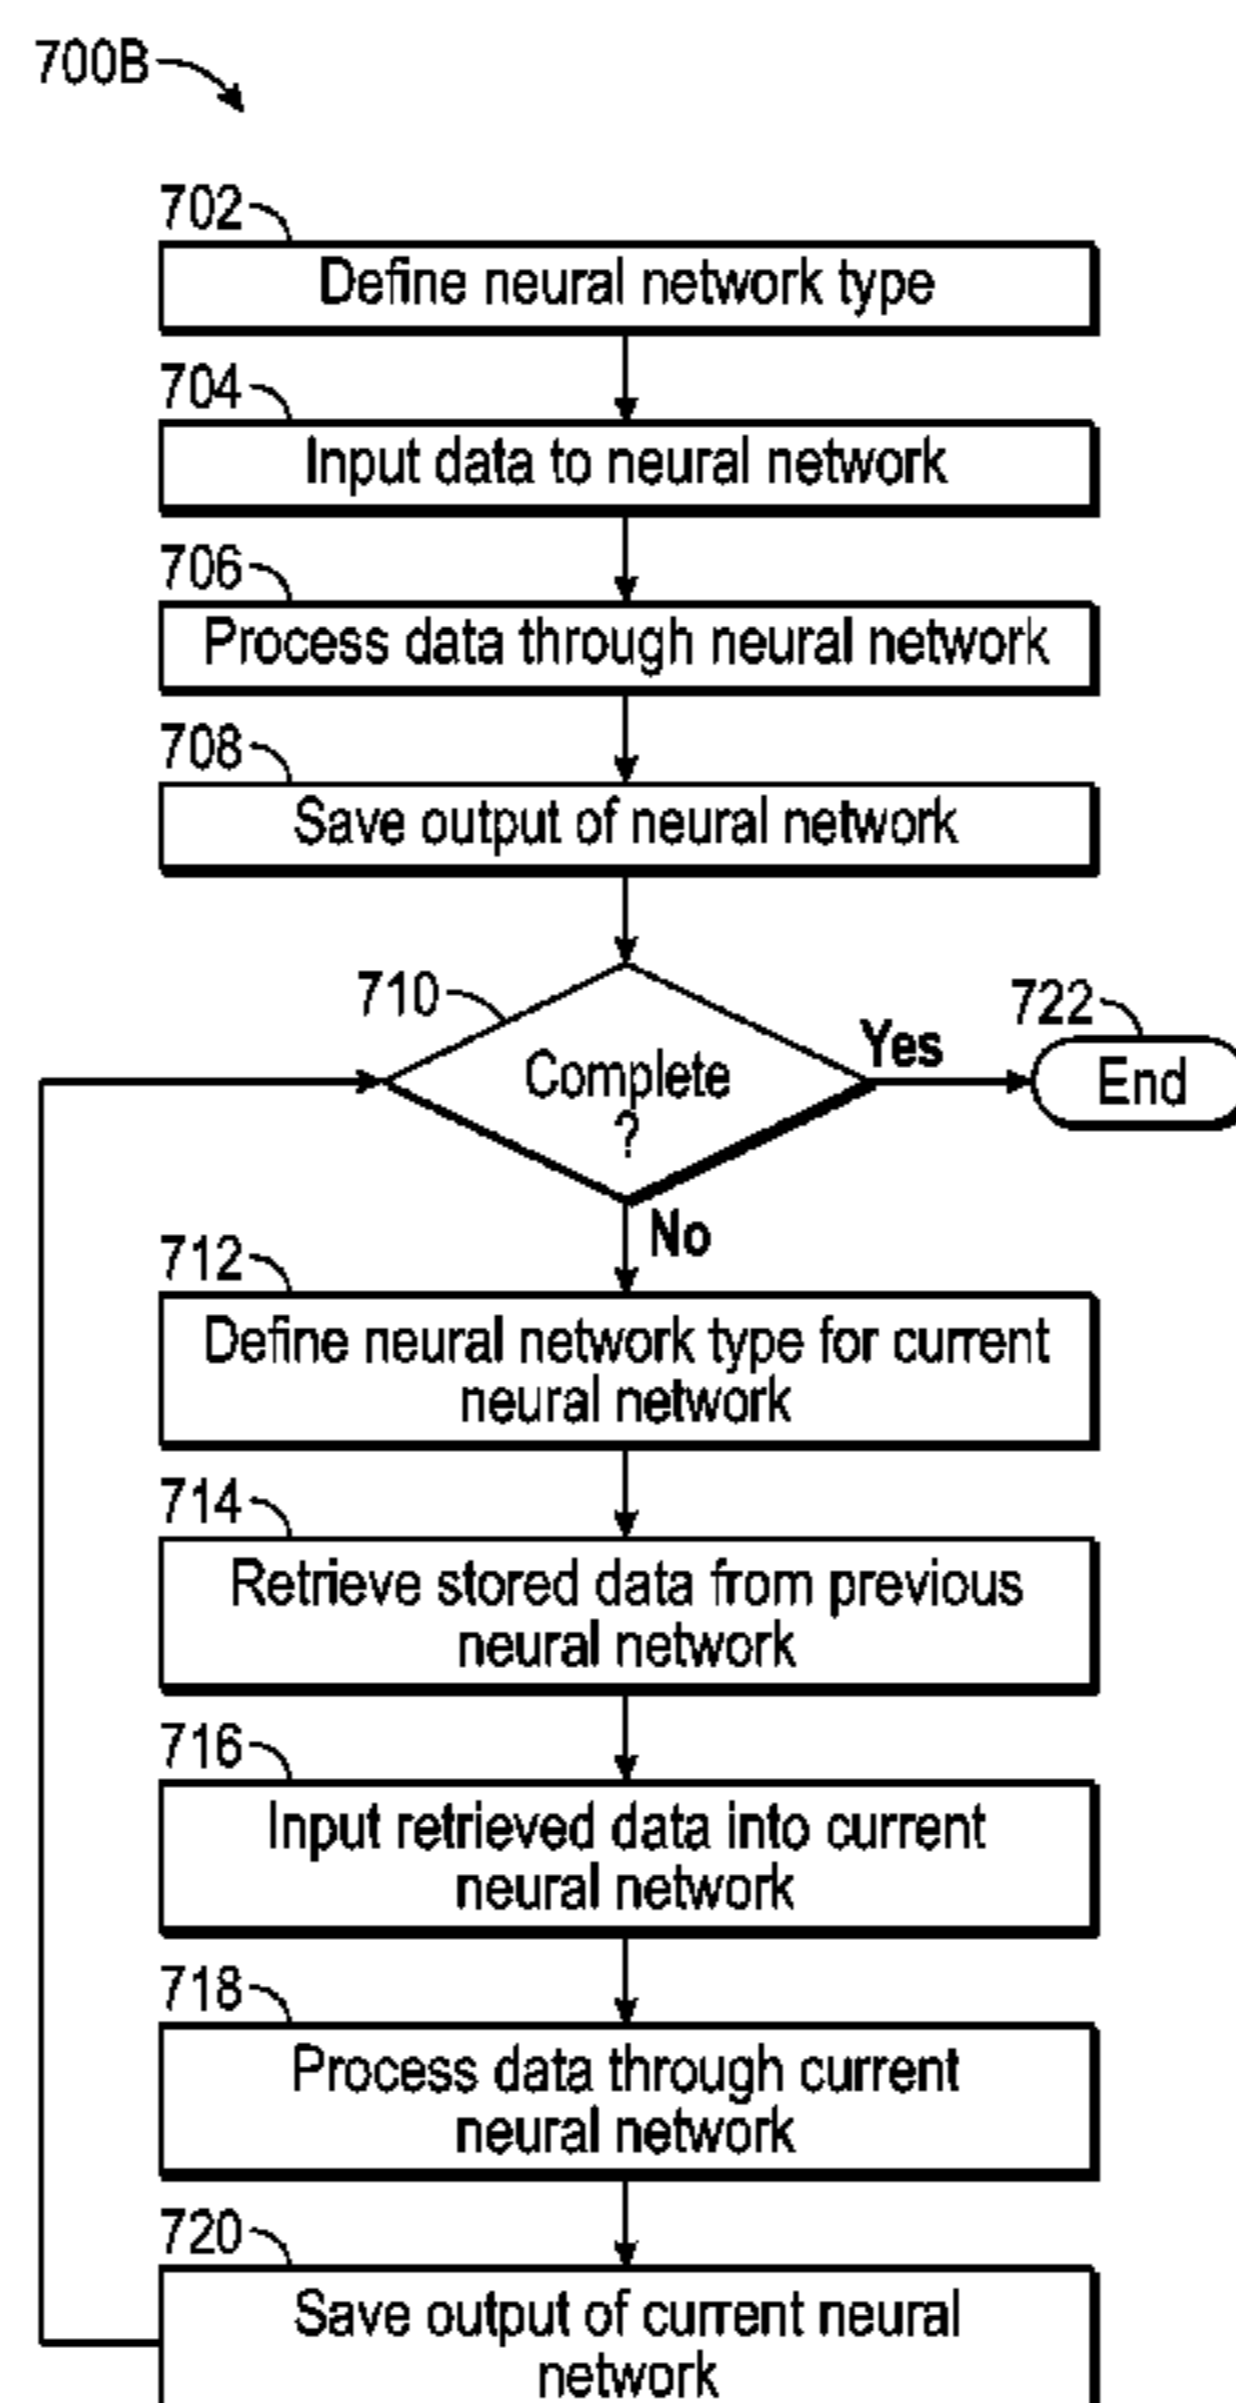 700B
702
Define neural network type
704
Input data to neural network
706
Process data through neural network
708
Save output of neural network
710
Complete
?
Yes
722
End
No
712
Define neural network type for current
neural network
714
Retrieve stored data from previous
neural network
716
Input retrieved data into current
neural network
718
Process data through current
neural network
720
Save output of current neural
network